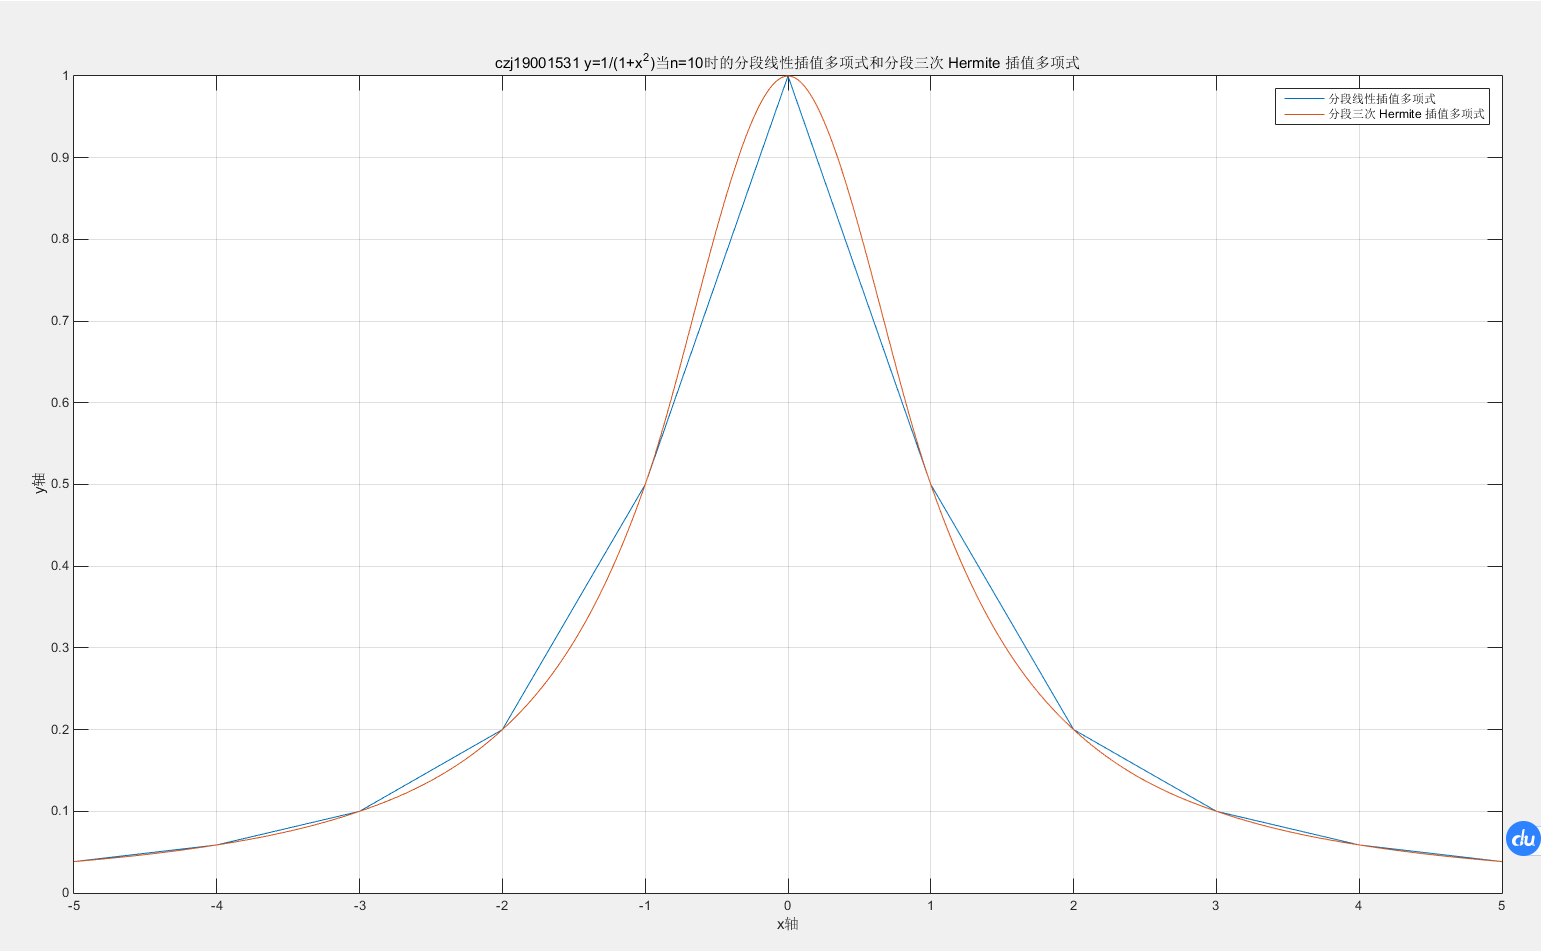 czj19001531 y=1/(1+x²)当n=10时的分段线性插值多项式和分段三次 Hermite 插值多项式
分段线性插值多项式
分段三次 Hermite 插值多项式
1
0.9
0.8
0.7
0.6
0.5
0.4
0.3
0.2
0.1
0
y轴
-5 -4 -3 -2 -1 0 1 2 3 4 5
x轴
du